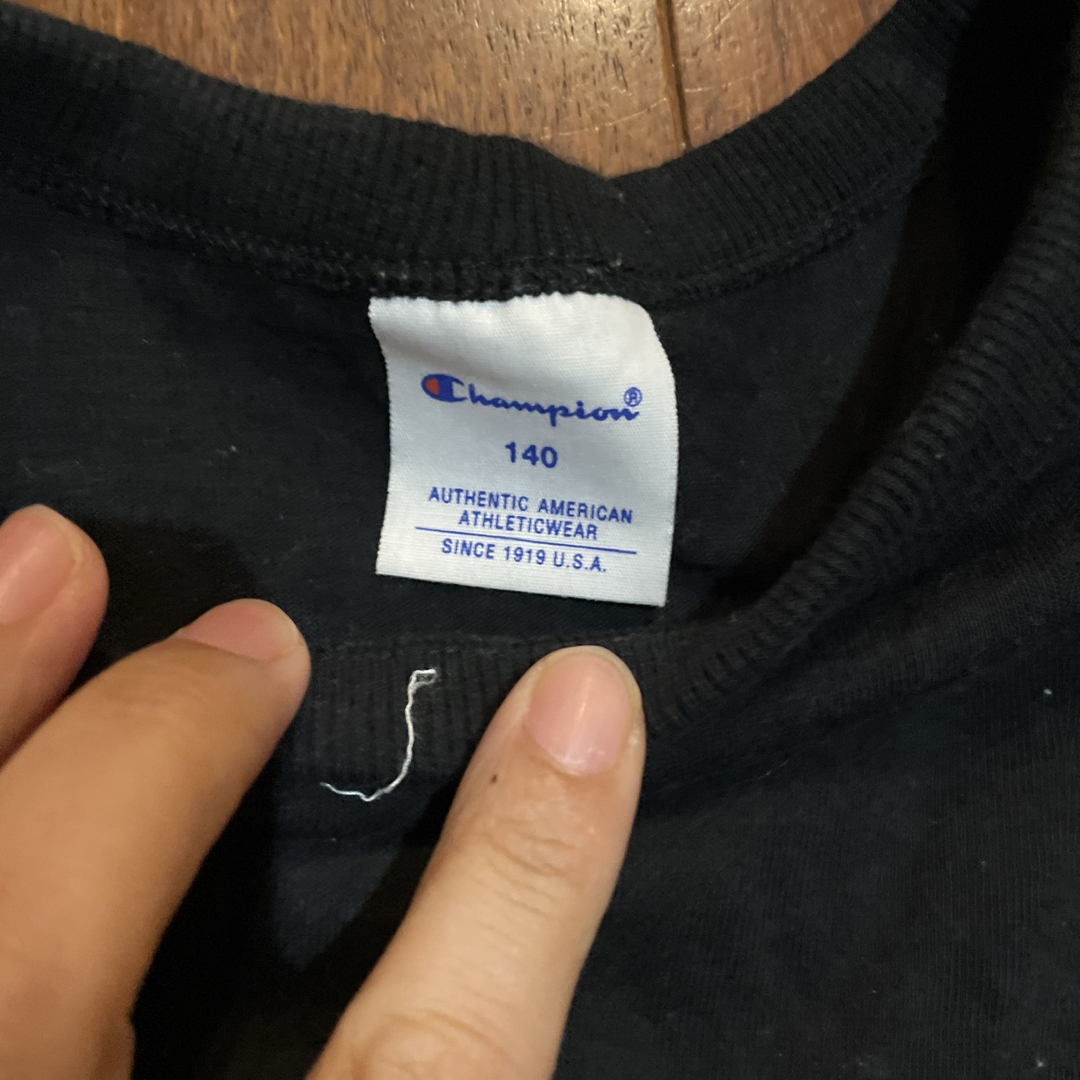 Champion®
140
AUTHENTIC AMERICAN
ATHLETICWEAR
SINCE 1919 U.S.A.